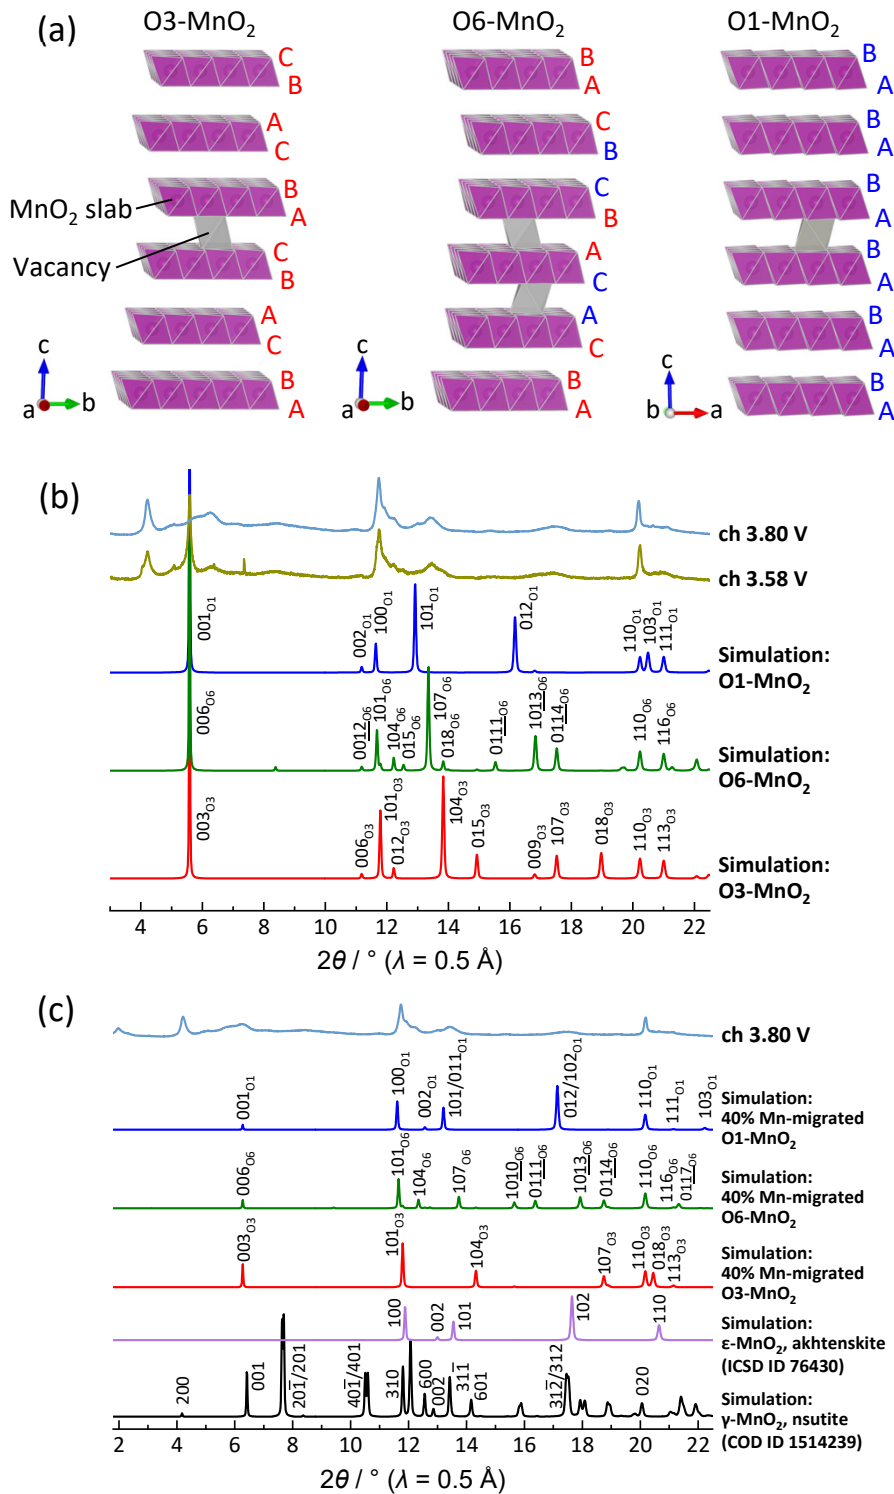 (a)
O3-MnO₂
O6-MnO₂
O1-MnO₂
C
B
A
C
B
A
C
B
A
C
B
A
MnO₂ slab
Vacancy
c
a
b
B
A
C
B
C
B
A
C
A
C
B
A
c
a
b
B
A
B
A
B
A
B
A
B
A
B
A
c
b
a
(b)
ch 3.80 V
ch 3.58 V
001O1
002O1
100O1
101O1
012O1
110O1
103O1
111O1
Simulation:
O1-MnO₂
006O6
0012O6
101O6
104O6
015O6
107O6
018O6
0111O6
1013O6
0114O6
110O6
116O6
Simulation:
O6-MnO₂
003O3
006O3
101O3
012O3
104O3
015O3
009O3
107O3
018O3
110O3
113O3
Simulation:
O3-MnO₂
4 6 8 10 12 14 16 18 20 22
2θ / ° (λ = 0.5 Å)
(c)
ch 3.80 V
001O1
100O1
002O1
101/011O1
012/102O1
110O1
111O1
103O1
Simulation:
40% Mn-migrated
O1-MnO₂
006O6
101O6
104O6
107O6
1010O6
0111O6
1013O6
0114O6
110O6
116O6
0117O6
Simulation:
40% Mn-migrated
O6-MnO₂
003O3
101O3
104O3
107O3
110O3
018O3
113O3
Simulation:
40% Mn-migrated
O3-MnO₂
100
002
101
102
110
Simulation:
ε-MnO₂, akhtenskite
(ICSD ID 76430)
200
001
201̅/201
401̅/401
310
600
002
311̅
601
312̅/312
020
Simulation:
γ-MnO₂, nsutite
(COD ID 1514239)
2 4 6 8 10 12 14 16 18 20 22
2θ / ° (λ = 0.5 Å)